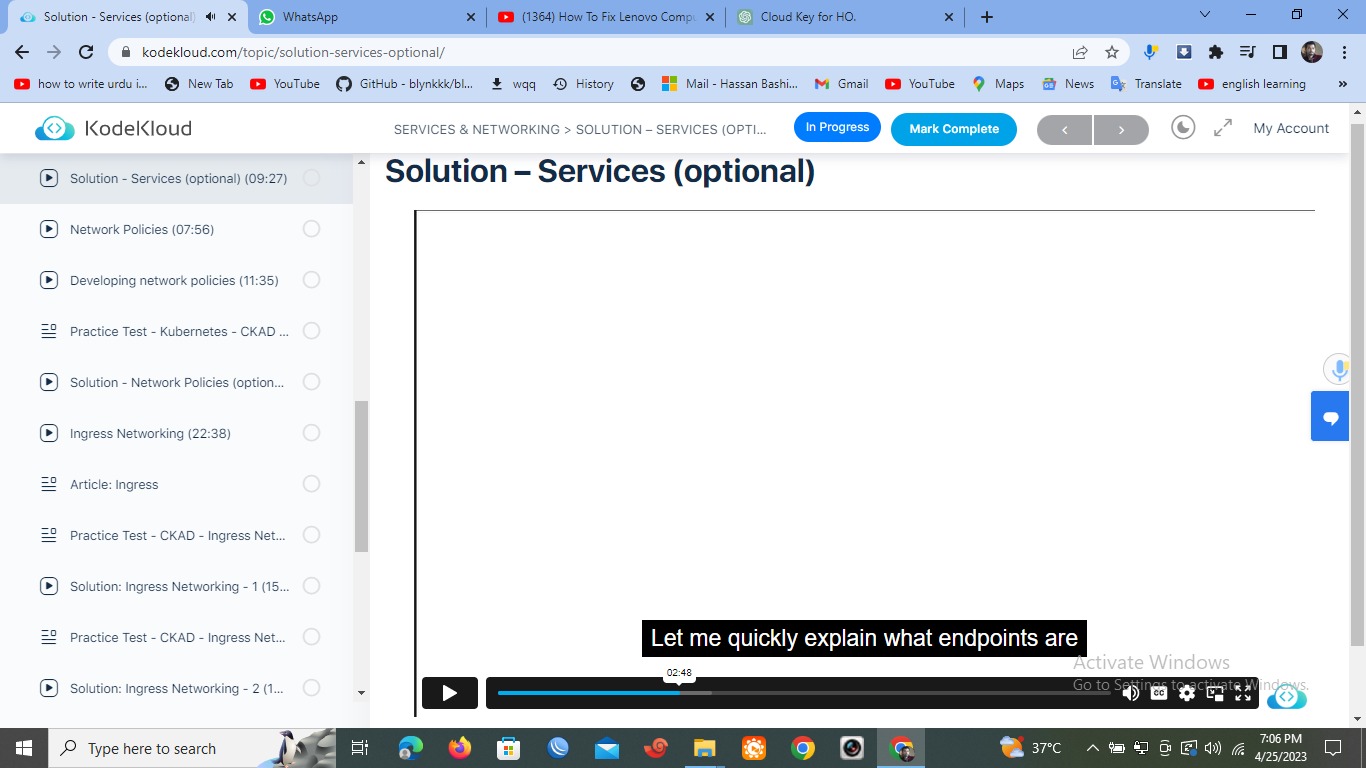 Solution - Services (optional)
WhatsApp
(1364) How To Fix Lenovo Compu
Cloud Key for HO.
kodekloud.com/topic/solution-services-optional/
how to write urdu i...
New Tab
YouTube
GitHub - blynkkk/bl...
wqq
History
Mail - Hassan Bashi...
Gmail
YouTube
Maps
News
Translate
english learning
»
KodeKloud
SERVICES & NETWORKING > SOLUTION – SERVICES (OPTI...
In Progress
Mark Complete
My Account
Solution - Services (optional) (09:27)
Network Policies (07:56)
Developing network policies (11:35)
Practice Test - Kubernetes - CKAD ...
Solution - Network Policies (option...
Ingress Networking (22:38)
Article: Ingress
Practice Test - CKAD - Ingress Net...
Solution: Ingress Networking - 1 (15...
Practice Test - CKAD - Ingress Net...
Solution: Ingress Networking - 2 (1...
Solution – Services (optional)
Let me quickly explain what endpoints are
02:48
CC
Activate Windows
Go to Settings to activate Windows.
Type here to search
37°C
7:06 PM
4/25/2023